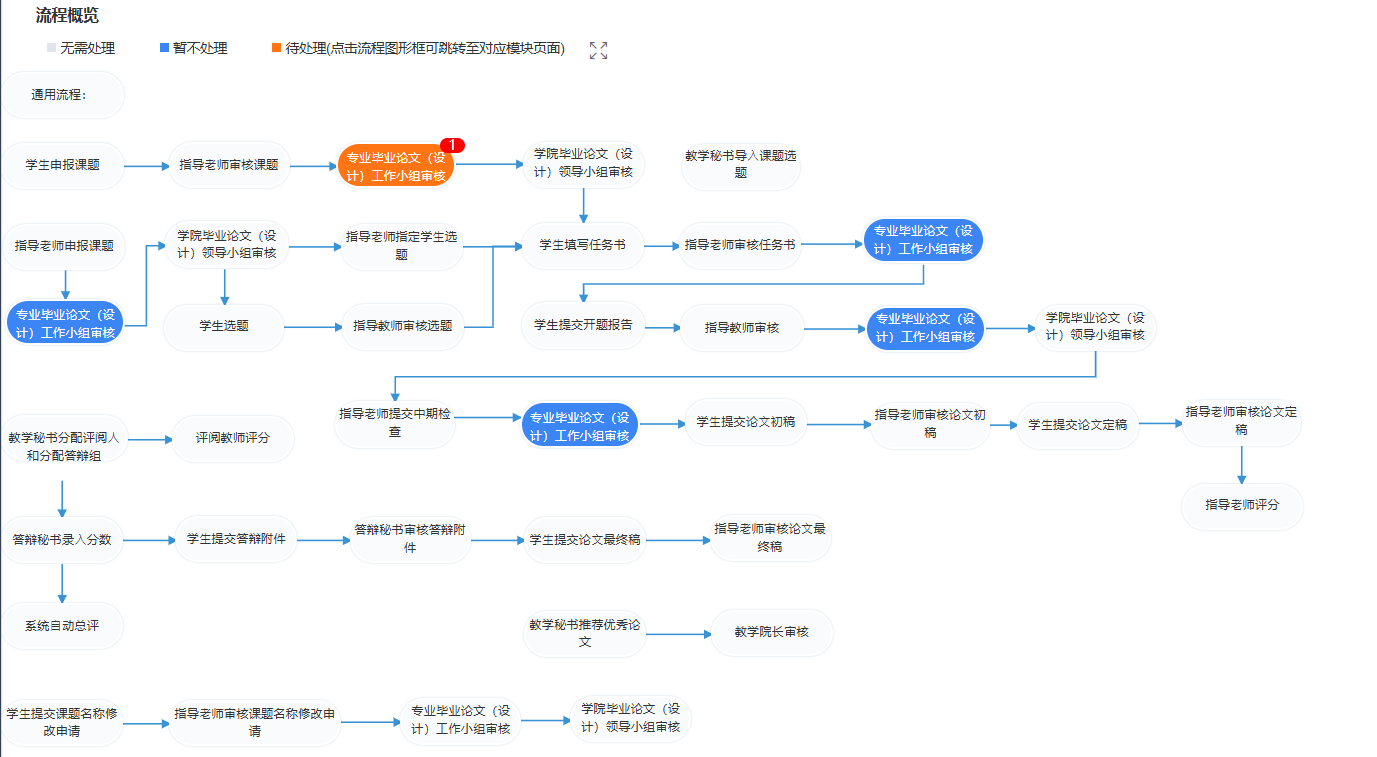 流程概览
无需处理
暂不处理
待处理(点击流程图形框可跳转至对应模块页面)
通用流程：
学生申报课题
指导老师审核课题
专业毕业论文（设
计）工作小组审核
1
学院毕业论文（设
计）领导小组审核
教学秘书导入课题选
题
指导老师申报课题
学院毕业论文（设
计）领导小组审核
指导老师指定学生选
题
学生填写任务书
指导老师审核任务书
专业毕业论文（设
计）工作小组审核
专业毕业论文（设
计）工作小组审核
学生选题
指导教师审核选题
学生提交开题报告
指导教师审核
专业毕业论文（设
计）工作小组审核
学院毕业论文（设
计）领导小组审核
教学秘书分配评阅人
和分配答辩组
评阅教师评分
指导老师提交中期检
查
专业毕业论文（设
计）工作小组审核
学生提交论文初稿
指导老师审核论文初
稿
学生提交论文定稿
指导老师审核论文定
稿
指导老师评分
答辩秘书录入分数
学生提交答辩附件
答辩秘书审核答辩附
件
学生提交论文最终稿
指导老师审核论文最
终稿
系统自动总评
教学秘书推荐优秀论
文
教学院长审核
学生提交课题名称修
改申请
指导老师审核课题名称修改申
请
专业毕业论文（设
计）工作小组审核
学院毕业论文（设
计）领导小组审核